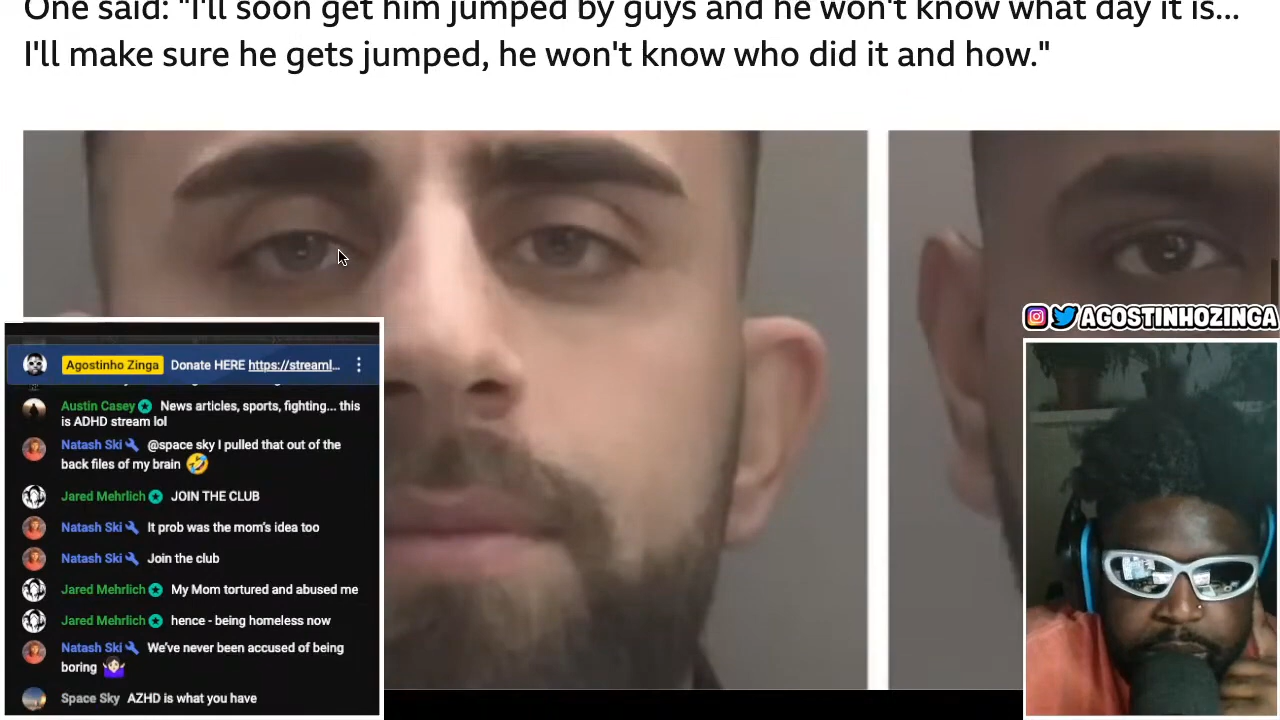 One said: "I'll soon get him jumped by guys and he won't know what day it is...
I'll make sure he gets jumped, he won't know who did it and how."
AGOSTINHOZINGA
Agostinho Zinga Donate HERE https://streaml...
Austin Casey News articles, sports, fighting... this
is ADHD stream lol
Natash Ski @space sky I pulled that out of the
back files of my brain 🤣
Jared Mehrlich JOIN THE CLUB
Natash Ski It prob was the mom's idea too
Natash Ski Join the club
Jared Mehrlich My Mom tortured and abused me
Jared Mehrlich hence - being homeless now
Natash Ski We've never been accused of being
boring 🤷🏻‍♀️
Space Sky AZHD is what you have